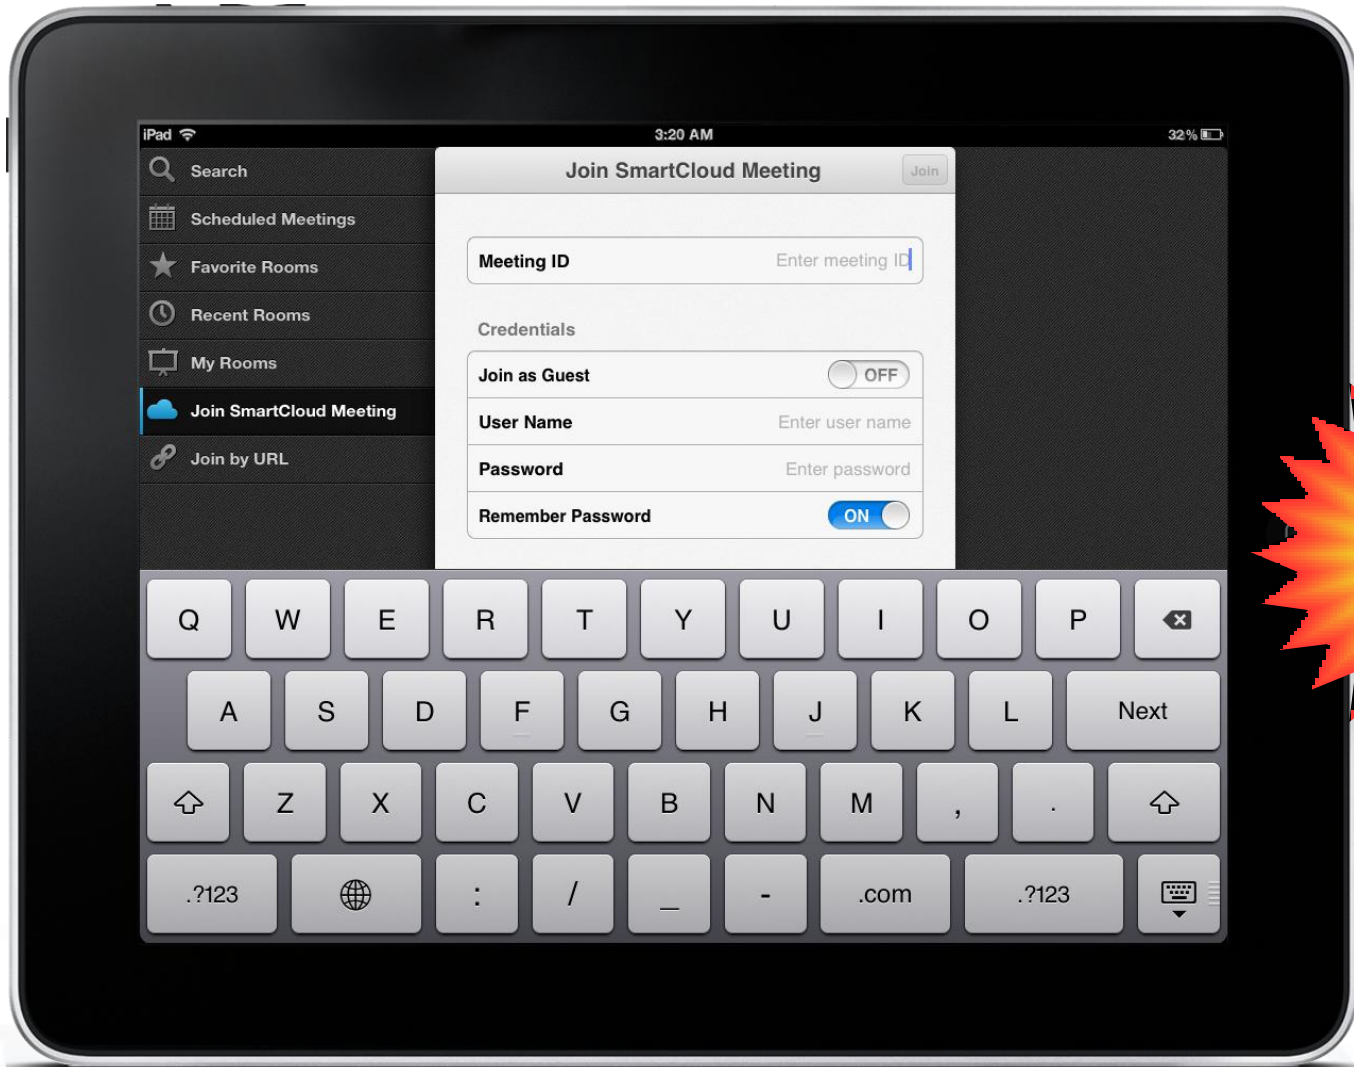 iPad 3:20 AM 32%
Join SmartCloud Meeting Join
Search
Scheduled Meetings
Favorite Rooms
Recent Rooms
My Rooms
Join SmartCloud Meeting
Join by URL
Meeting ID Enter meeting ID
Credentials
Join as Guest OFF
User Name Enter user name
Password Enter password
Remember Password ON
Q W E R T Y U I O P
A S D F G H J K L Next
Z X C V B N M , .
.?123 : / _ - .com .?123